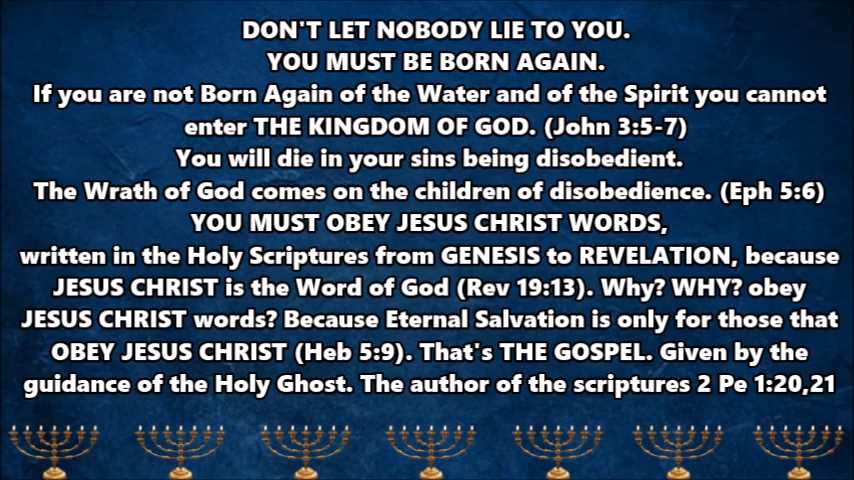 DON'T LET NOBODY LIE TO YOU.
YOU MUST BE BORN AGAIN.
If you are not Born Again of the Water and of the Spirit you cannot
enter THE KINGDOM OF GOD. (John 3:5-7)
You will die in your sins being disobedient.
The Wrath of God comes on the children of disobedience. (Eph 5:6)
YOU MUST OBEY JESUS CHRIST WORDS,
written in the Holy Scriptures from GENESIS to REVELATION, because
JESUS CHRIST is the Word of God (Rev 19:13). Why? WHY? obey
JESUS CHRIST words? Because Eternal Salvation is only for those that
OBEY JESUS CHRIST (Heb 5:9). That's THE GOSPEL. Given by the
guidance of the Holy Ghost. The author of the scriptures 2 Pe 1:20,21